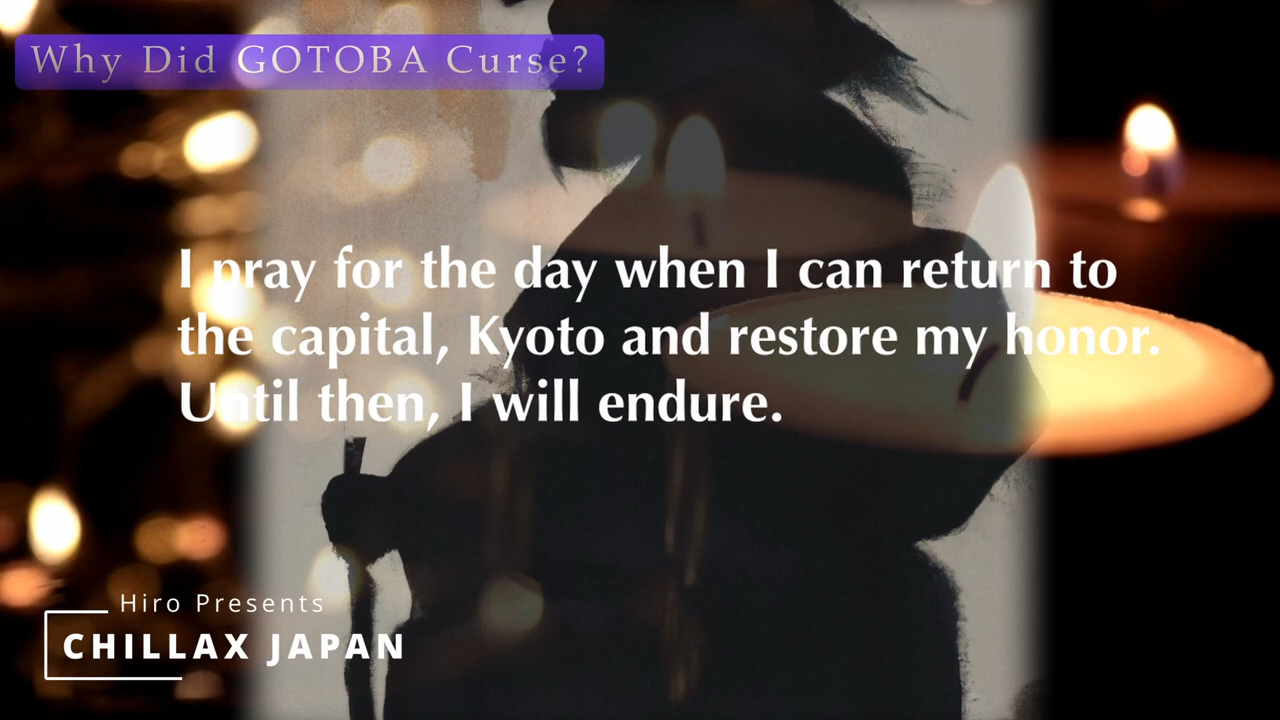 Why Did GOTOBA Curse?
I pray for the day when I can return to
the capital, Kyoto and restore my honor.
Until then, I will endure.
Hiro Presents
CHILLAX JAPAN